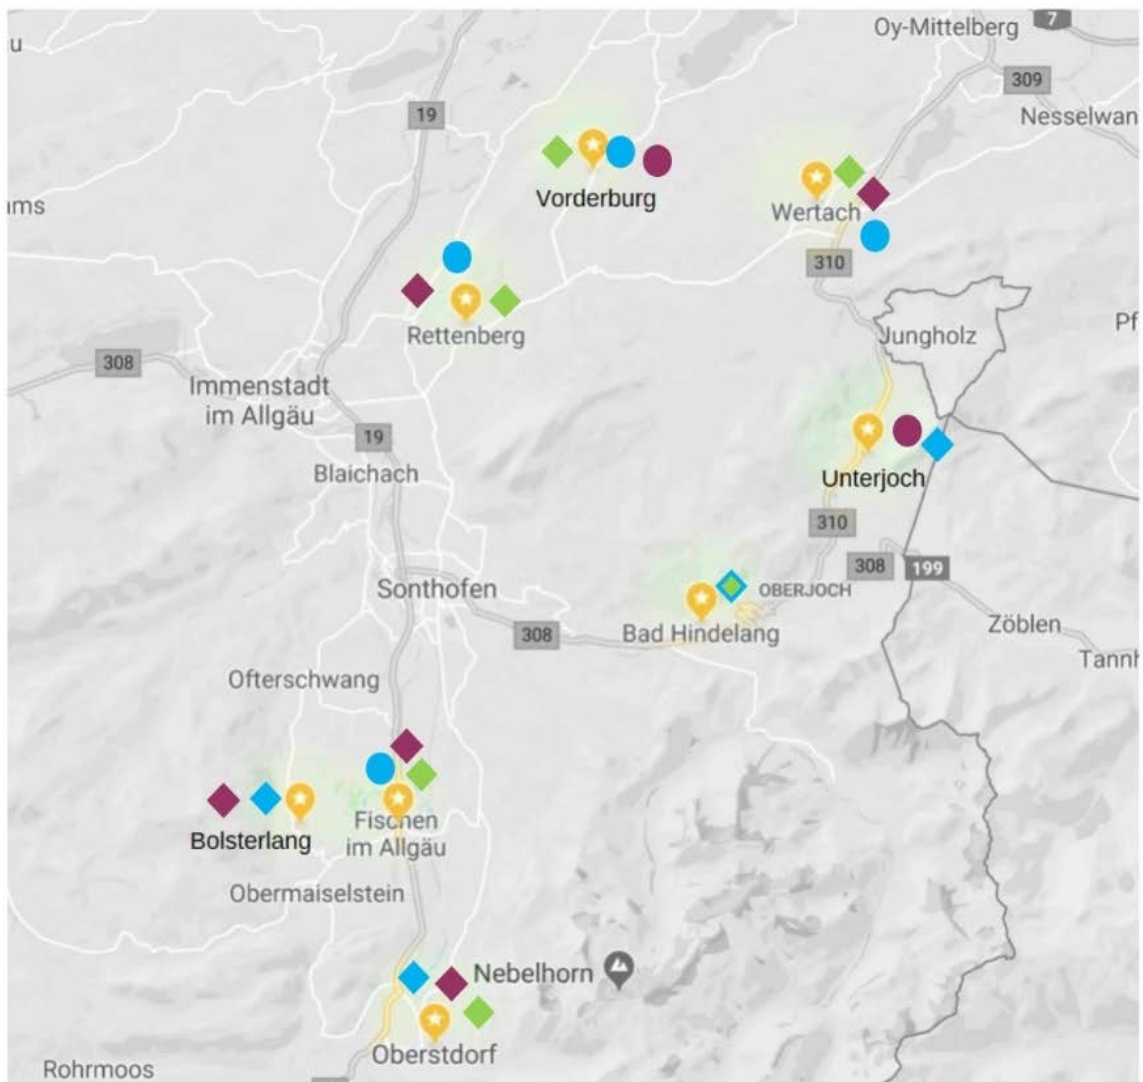 Oy-Mittelberg
7
u
309
19
Nesselwan
Vorderburg
ms
Wertach
310
Rettenberg
Jungholz
Pf
308
Immenstadt
im Allgäu
19
Blaichach
Unterjoch
310
308
199
Sonthofen
OBERJOCH
308
Bad Hindelang
Zöblen
Tannh
Ofterschwang
Fischen
im Allgäu
Bolsterlang
Obermaiselstein
Nebelhorn
Oberstdorf
Rohrmoos